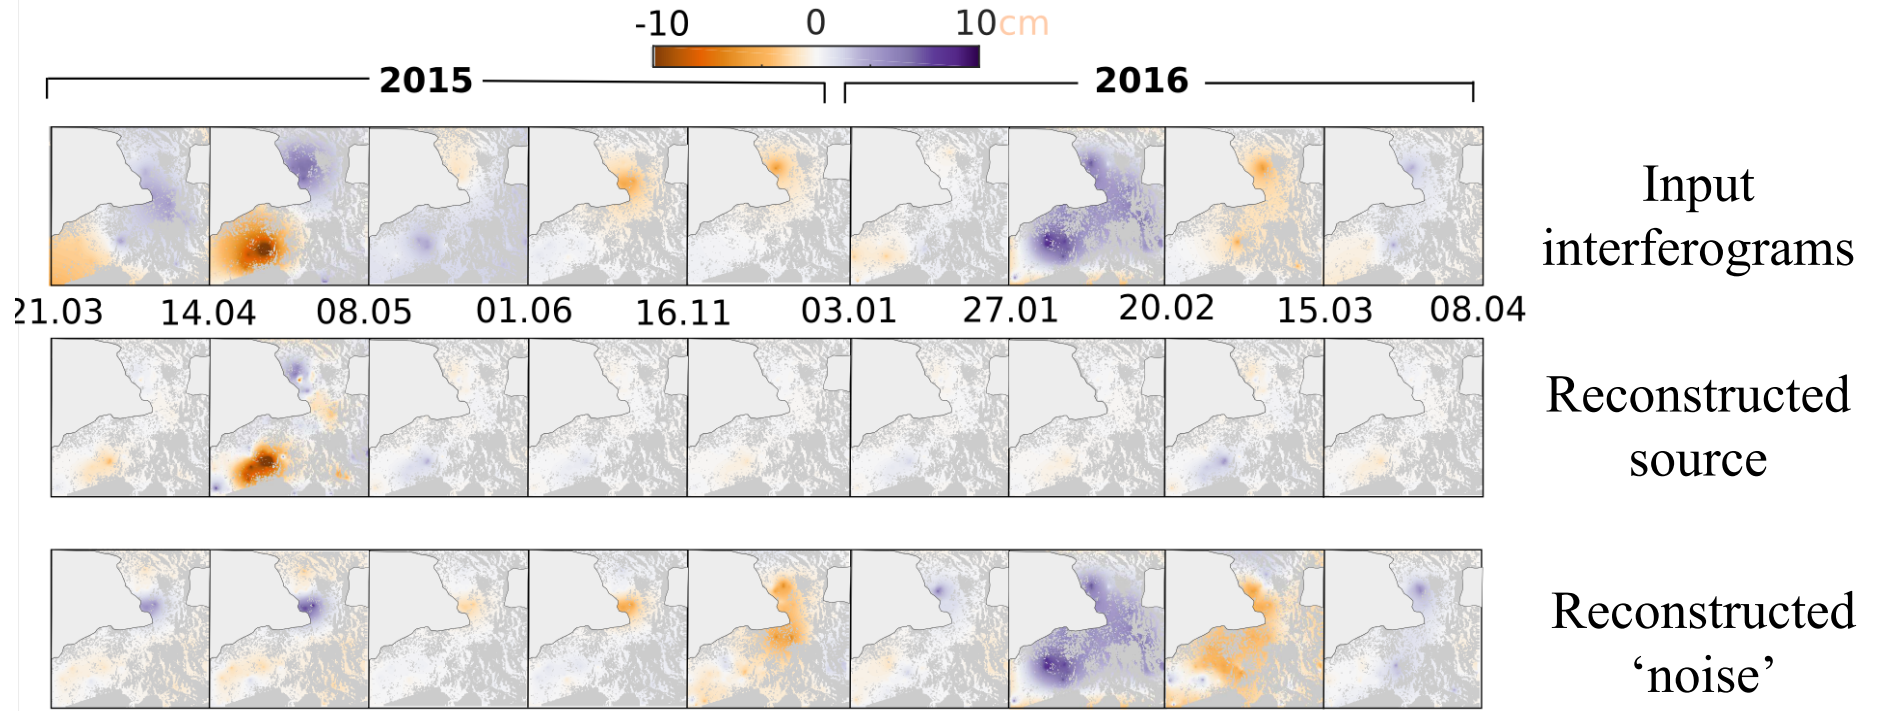 -10 0 10cm
2015 2016
Input
interferograms
21.03 14.04 08.05 01.06 16.11 03.01 27.01 20.02 15.03 08.04
Reconstructed
source
Reconstructed
‘noise’